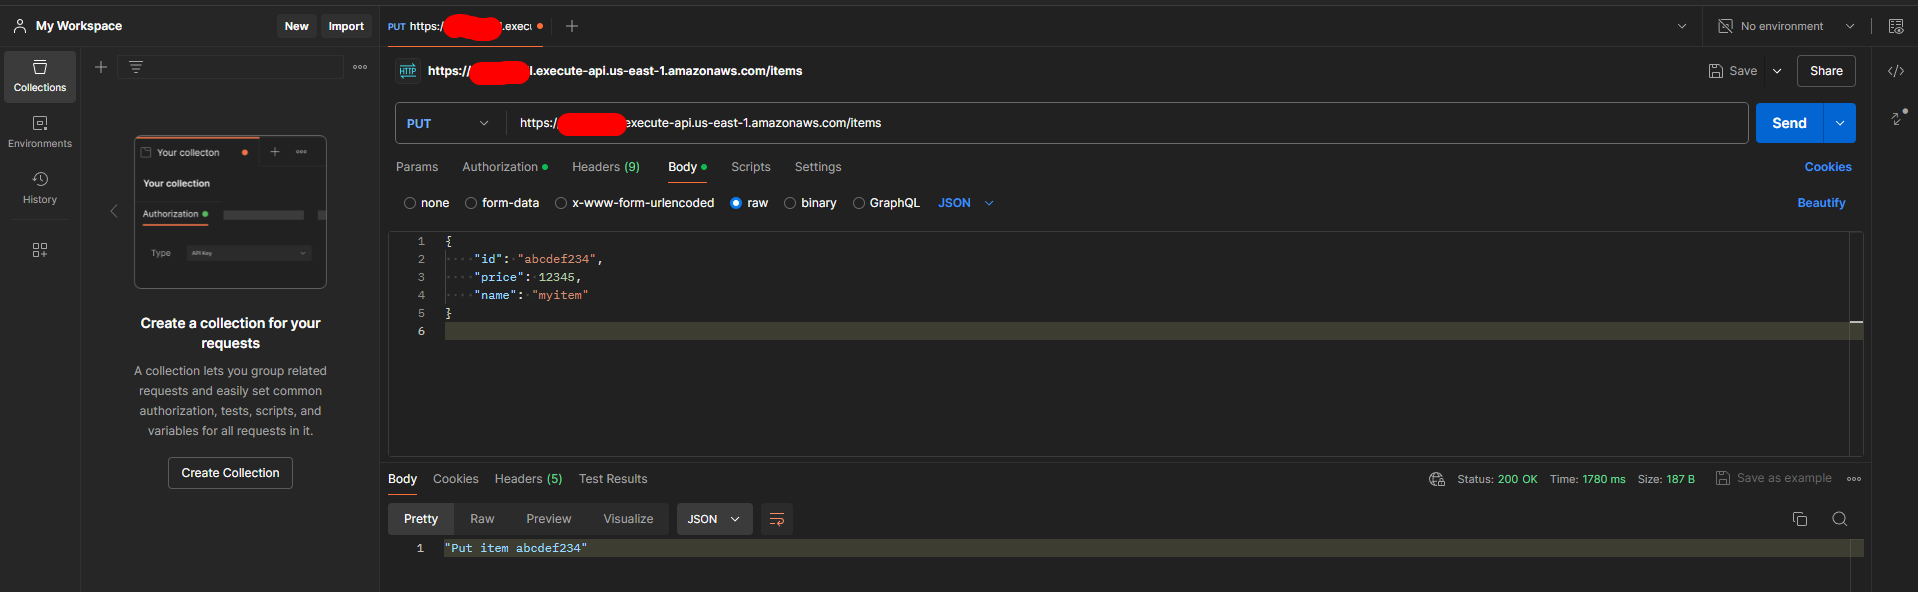 My Workspace
New
Import
PUT https:/ .execu
No environment
Collections
Environments
History
Your collecton
Your collection
Authorization
Type
API Key
Create a collection for your
requests
A collection lets you group related
requests and easily set common
authorization, tests, scripts, and
variables for all requests in it.
Create Collection
HTTP
https:// l.execute-api.us-east-1.amazonaws.com/items
Save
Share
PUT
https:/ execute-api.us-east-1.amazonaws.com/items
Send
Params
Authorization
Headers (9)
Body
Scripts
Settings
Cookies
none
form-data
x-www-form-urlencoded
raw
binary
GraphQL
JSON
Beautify
1 {
2 "id": "abcdef234",
3 "price": 12345,
4 "name": "myitem"
5 }
6
Body
Cookies
Headers (5)
Test Results
Status: 200 OK
Time: 1780 ms
Size: 187 B
Save as example
Pretty
Raw
Preview
Visualize
JSON
1 "Put item abcdef234"